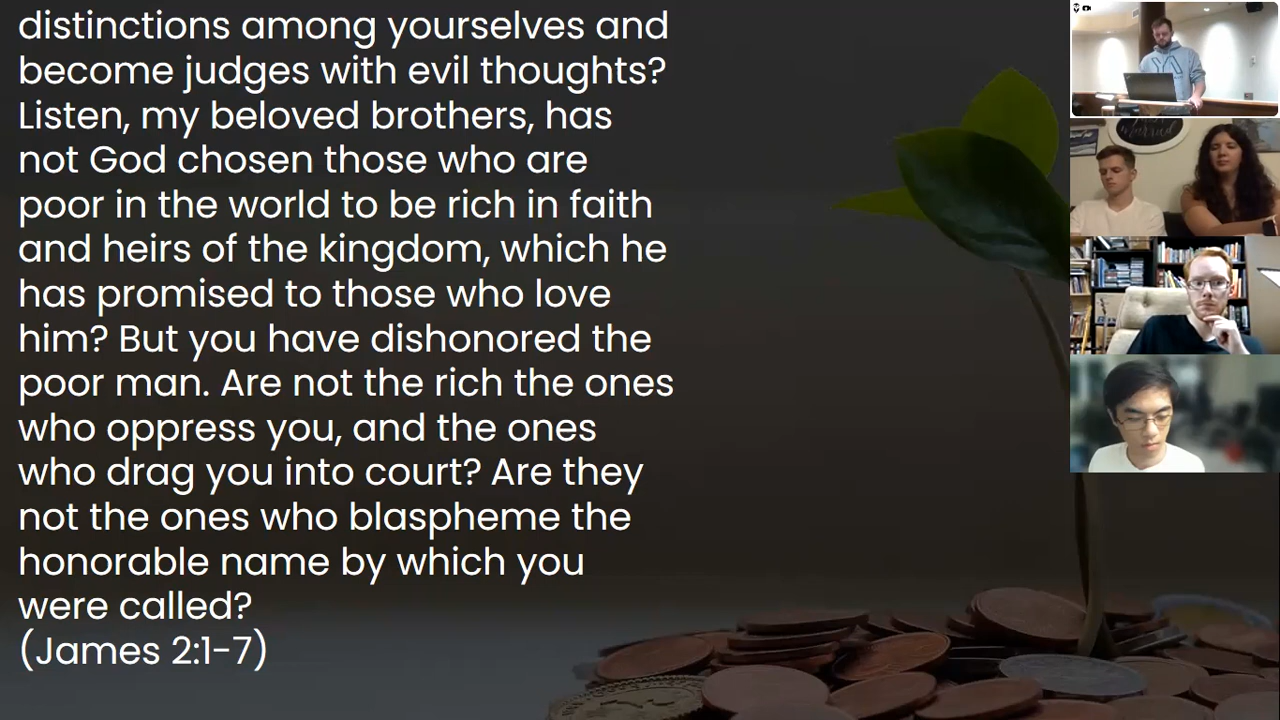 distinctions among yourselves and
become judges with evil thoughts?
Listen, my beloved brothers, has
not God chosen those who are
poor in the world to be rich in faith
and heirs of the kingdom, which he
has promised to those who love
him? But you have dishonored the
poor man. Are not the rich the ones
who oppress you, and the ones
who drag you into court? Are they
not the ones who blaspheme the
honorable name by which you
were called?
(James 2:1-7)